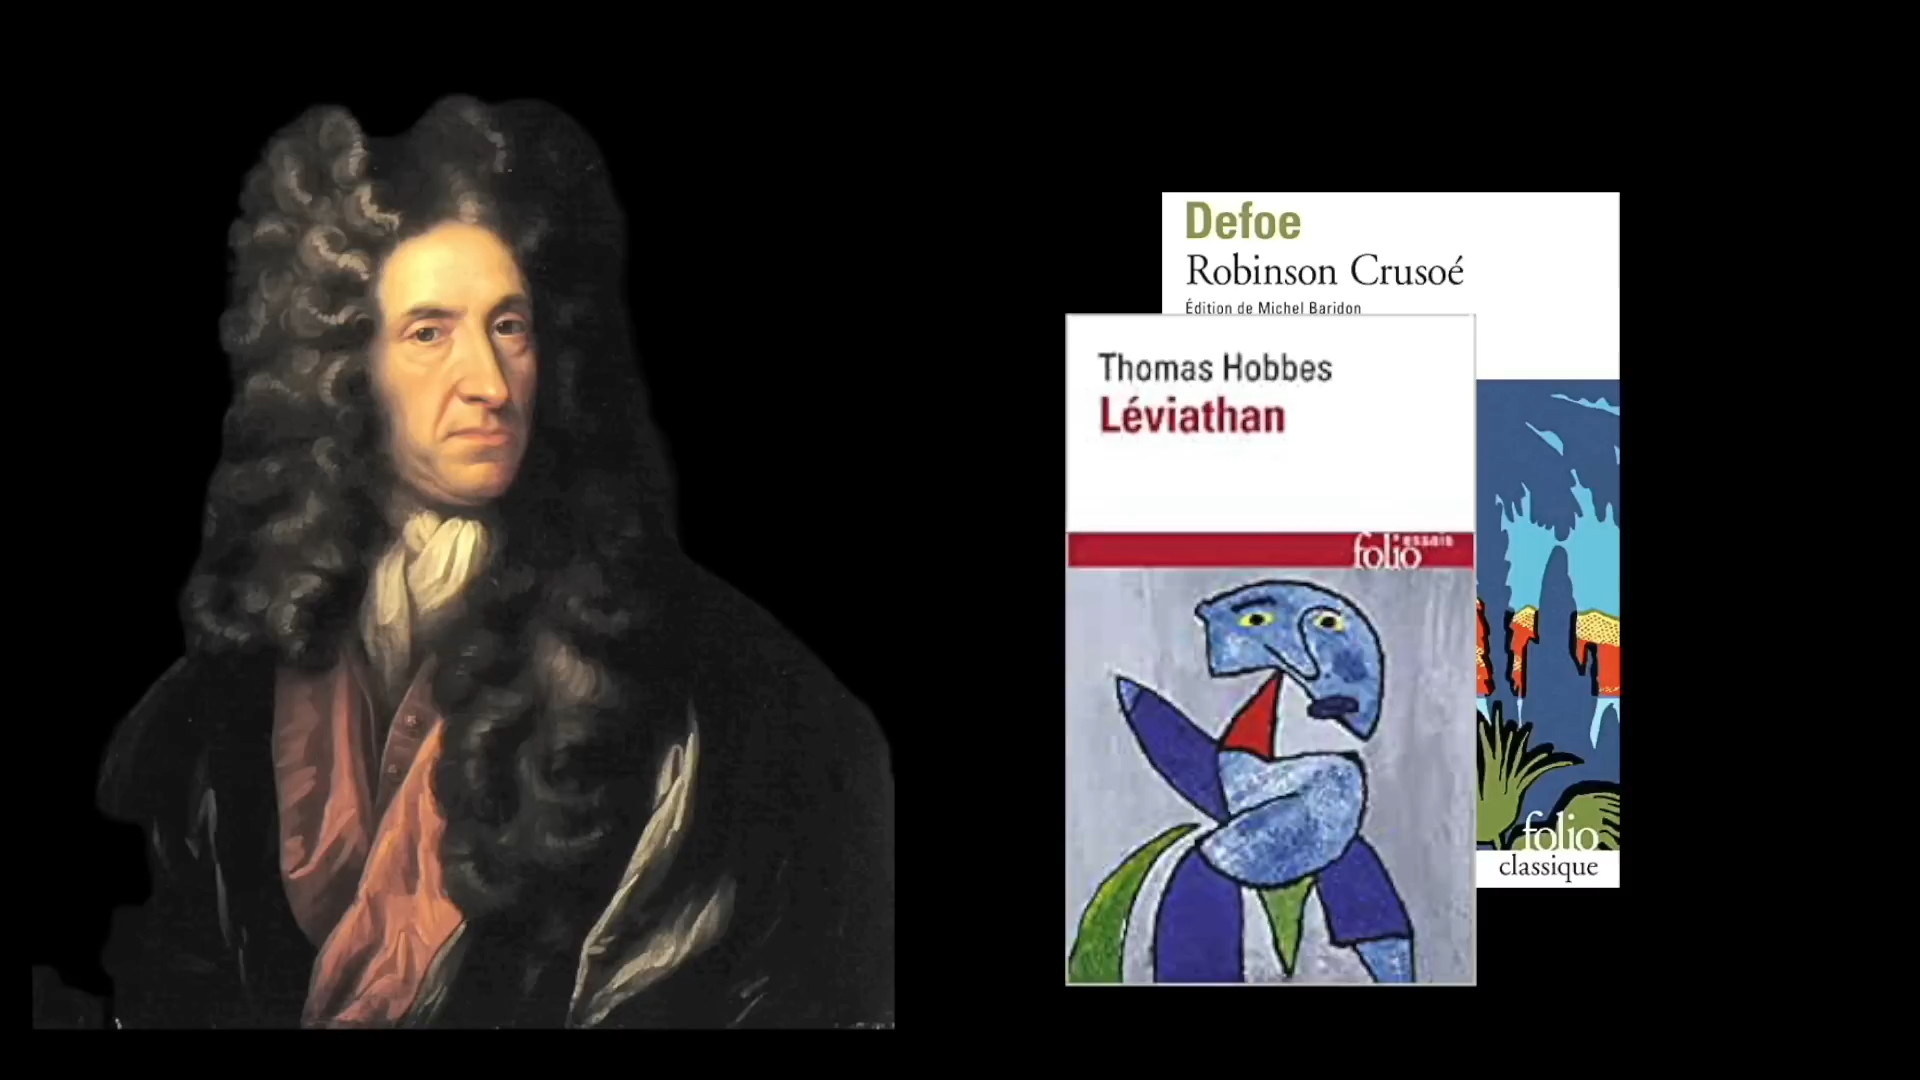 Defoe
Robinson Crusoé
Édition de Michel Baridon
Thomas Hobbes
Léviathan
folio essais
folio
classique